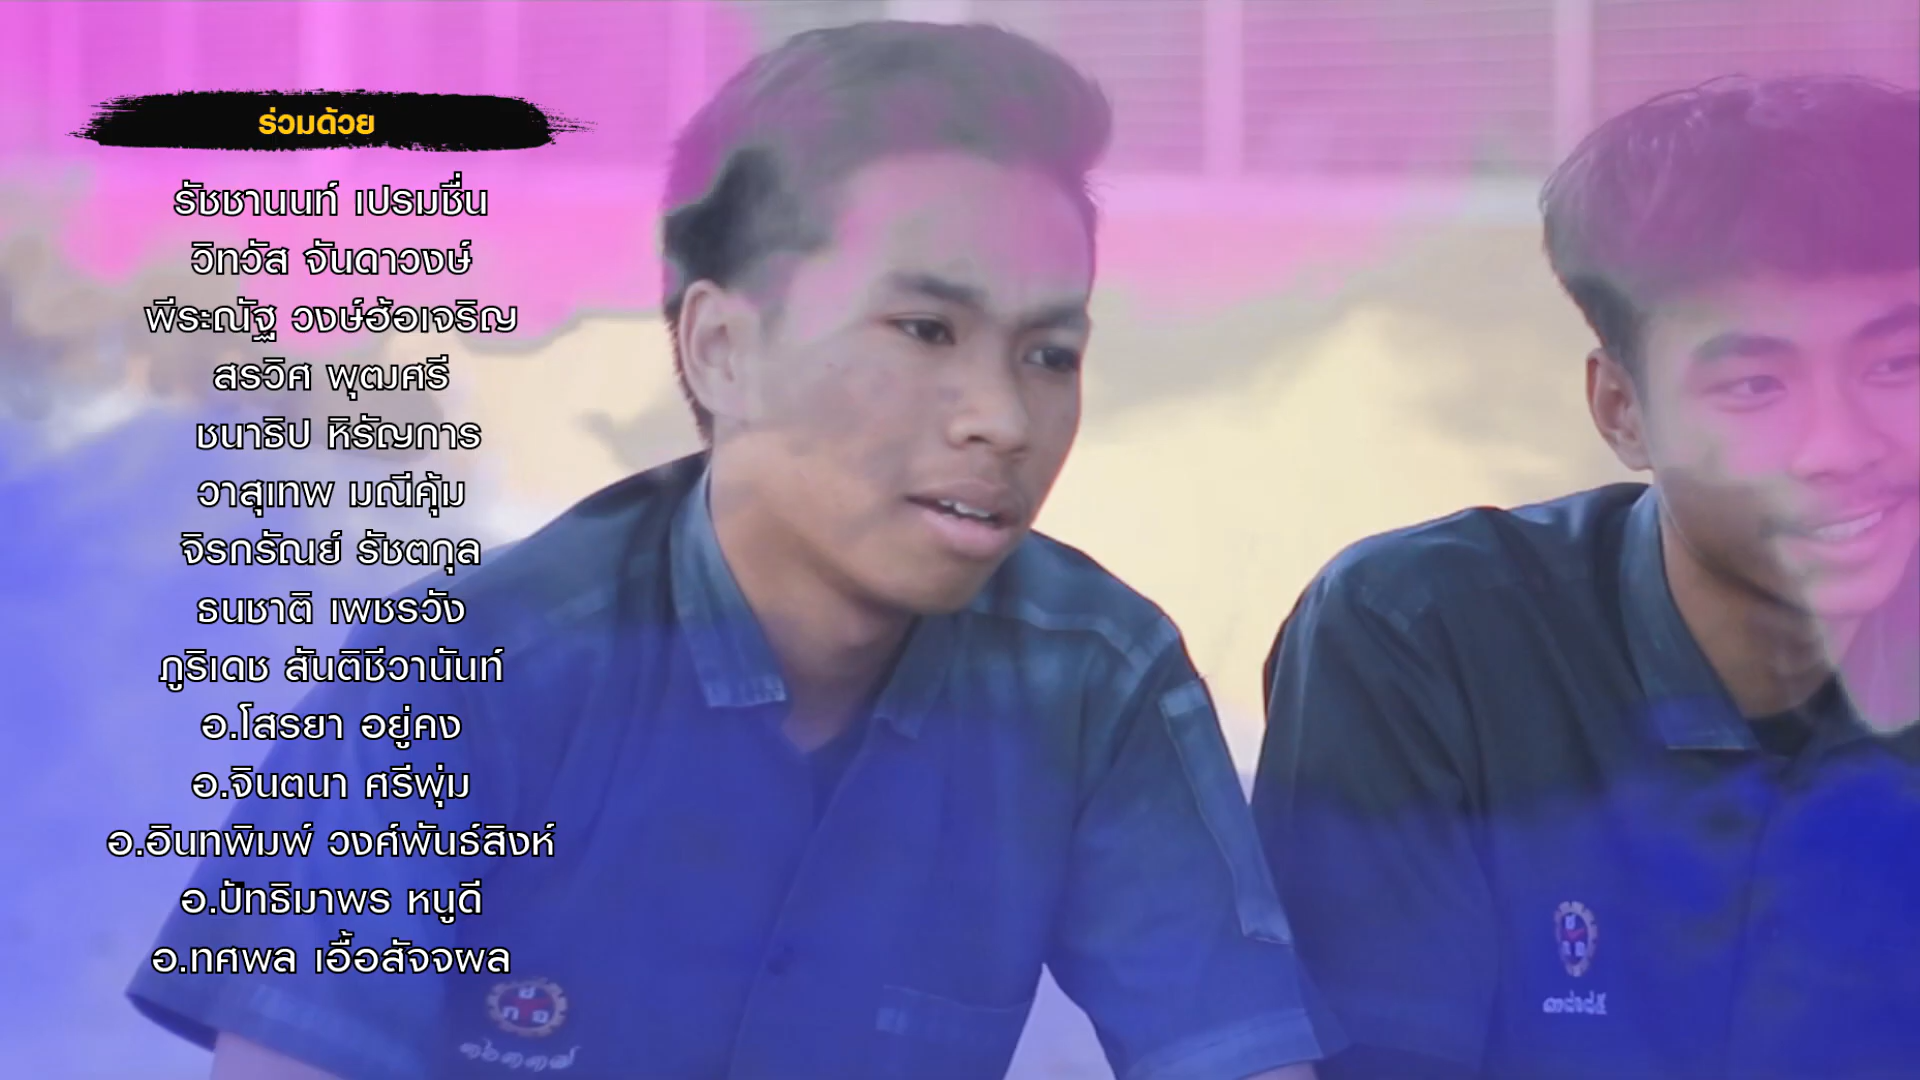 ร่วมด้วย
รัชชานนท์ เปรมชื่น
วิทวัส จันดาวงษ์
พีระณัฐ วงษ์ฮ้อเจริญ
สรวิศ พุฒศรี
ชนาธิป หิรัญการ
วาสุเทพ มณีคุ้ม
จิรกรัณย์ รัชตกุล
ธนชาติ เพชรวัง
ภูริเดช สันติชีวานันท์
อ.โสรยา อยู่คง
อ.จินตนา ศรีพุ่ม
อ.อินทพิมพ์ วงศ์พันธ์สิงห์
อ.ปัทธิมาพร หนูดี
อ.ทศพล เอื้อสัจจผล